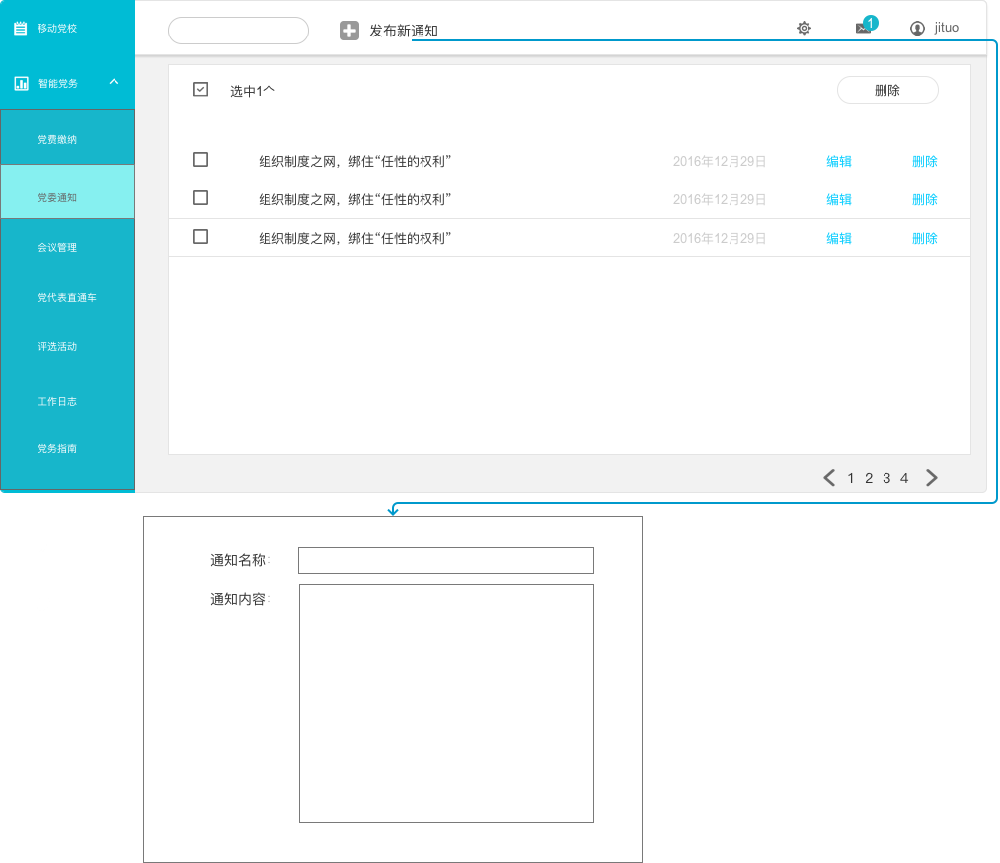 移动党校
发布新通知
1
jituo
智能党务
选中1个
删除
党费缴纳
党委通知
会议管理
党代表直通车
评选活动
工作日志
党务指南
组织制度之网，绑住“任性的权利” 2016年12月29日 编辑 删除
组织制度之网，绑住“任性的权利” 2016年12月29日 编辑 删除
组织制度之网，绑住“任性的权利” 2016年12月29日 编辑 删除
1 2 3 4
通知名称：
通知内容：